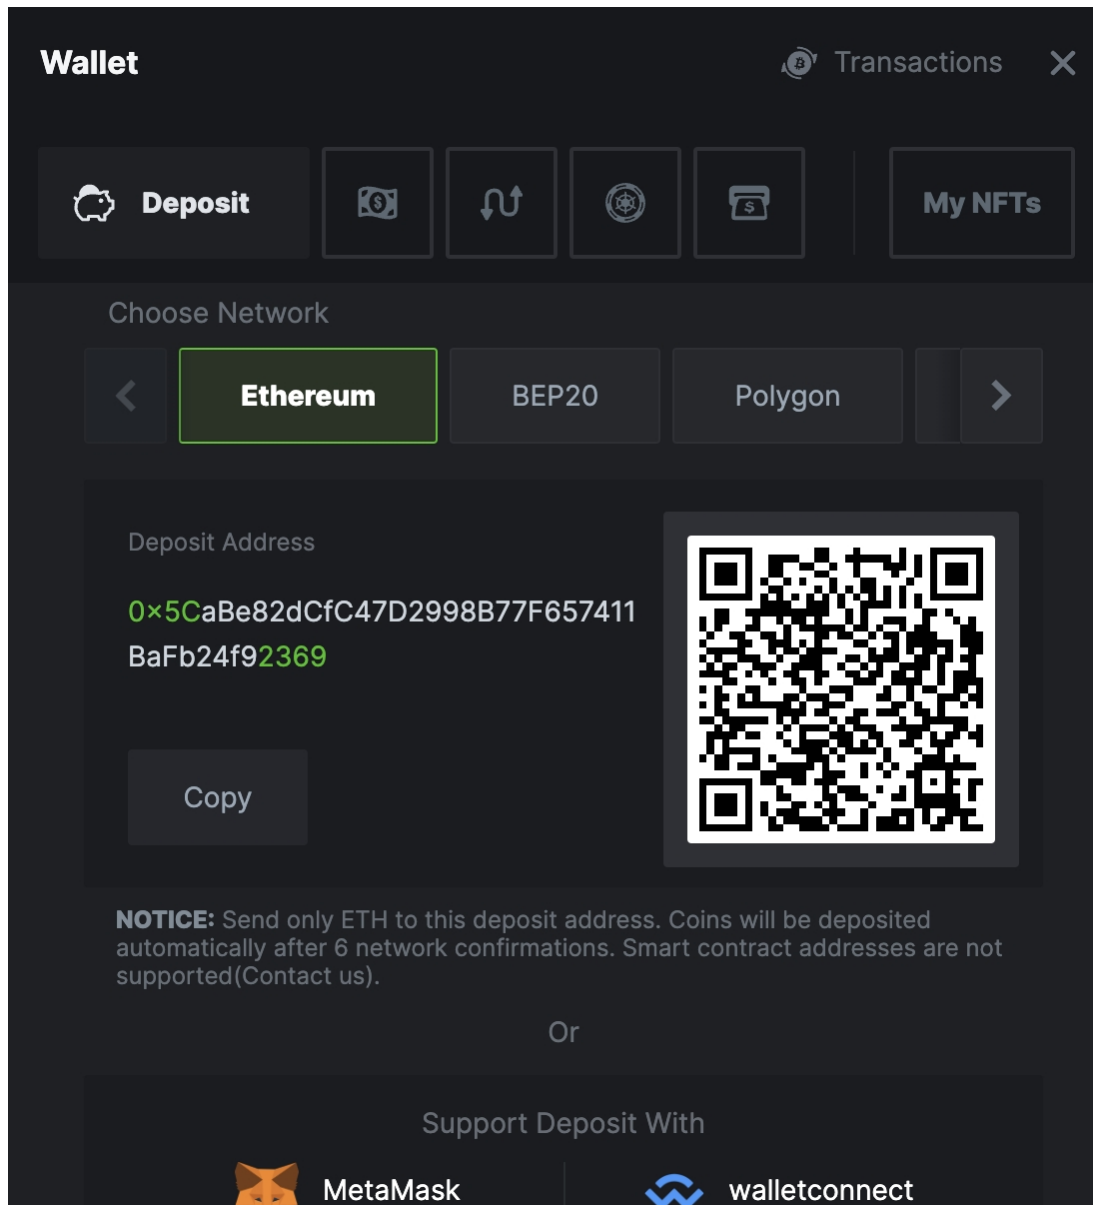 Wallet
Transactions
Deposit
My NFTs
Choose Network
Ethereum
BEP20
Polygon
Deposit Address
0×5CaBe82dCfC47D2998B77F657411
BaFb24f92369
Copy
NOTICE: Send only ETH to this deposit address. Coins will be deposited
automatically after 6 network confirmations. Smart contract addresses are not
supported(Contact us).
Or
Support Deposit With
MetaMask
walletconnect